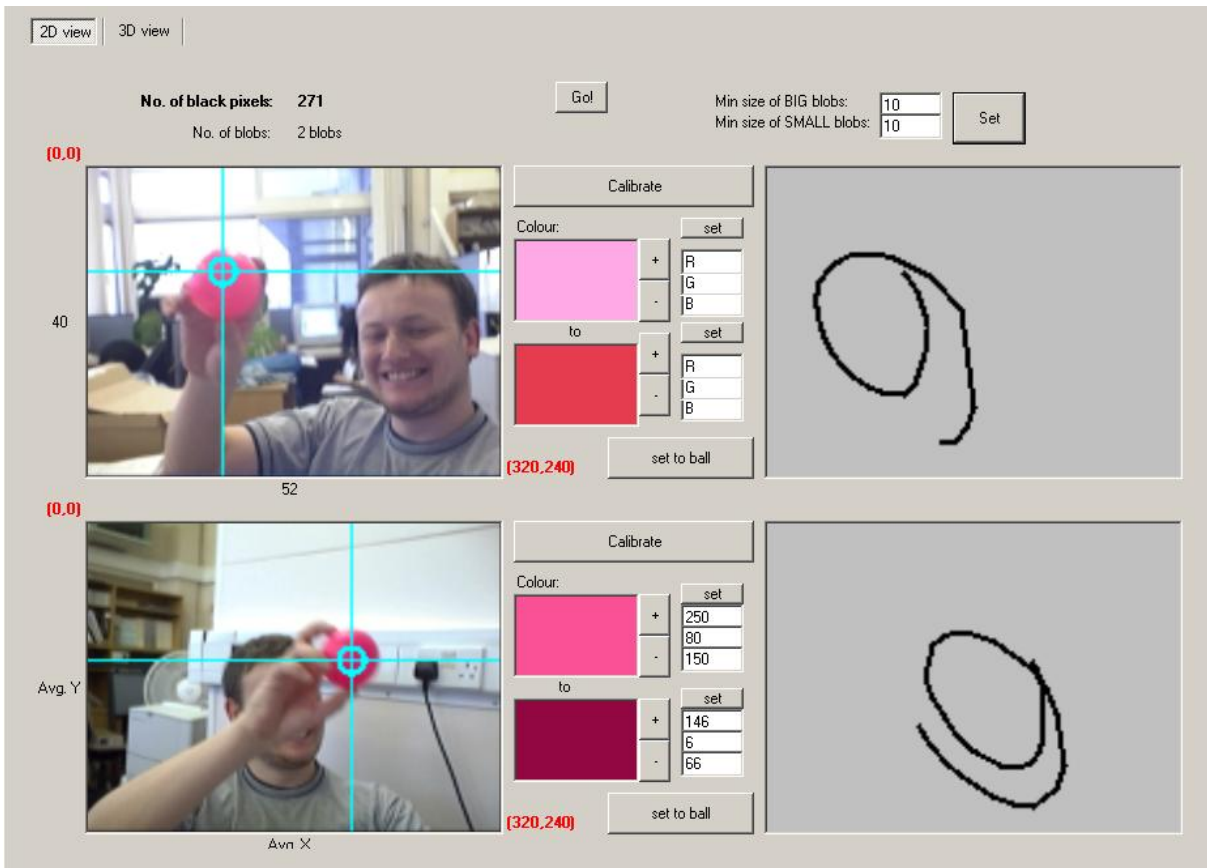 2D view 3D view
No. of black pixels: 271
Go!
Min size of BIG blobs: 10
Min size of SMALL blobs: 10
Set
No. of blobs: 2 blobs
(0,0)
Calibrate
Colour:
set
+
R
-
G
B
40
to
set
+
R
-
G
B
(320,240)
set to ball
52
(0,0)
Calibrate
Colour:
set
+
250
80
-
150
Avg. Y
to
set
+
146
6
-
66
(320,240)
set to ball
Avg X